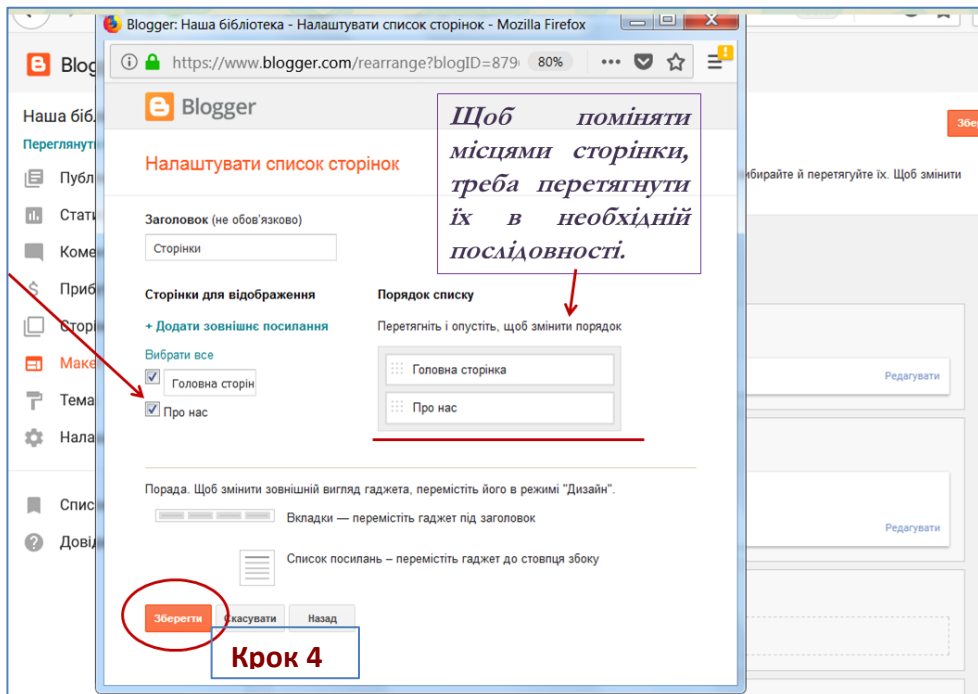 Blogger: Наша бібліотека - Налаштувати список сторінок - Mozilla Firefox
https://www.blogger.com/rearrange?blogID=879 80%
Blogger
Налаштувати список сторінок
Щоб поміняти
місцями сторінки,
треба перетягнути
їх в необхідній
послідовності.
Заголовок (не обов'язково)
Сторінки
Сторінки для відображення
+ Додати зовнішнє посилання
Вибрати все
Головна сторін
Про нас
Порядок списку
Перетягніть і опустіть, щоб змінити порядок
Головна сторінка
Про нас
Порада. Щоб змінити зовнішній вигляд гаджета, перемістіть його в режимі "Дизайн".
Вкладки — перемістіть гаджет під заголовок
Список посилань – перемістіть гаджет до стовпця збоку
Зберегти Скасувати Назад
Крок 4
Blog
Наша біб
Переглянут
Публ
Стати
Коме
Приб
Сторі
Маке
Тема
Нала
Спис
Дові
Збер
ибирайте й перетягуйте їх. Щоб змінити
Редагувати
Редагувати